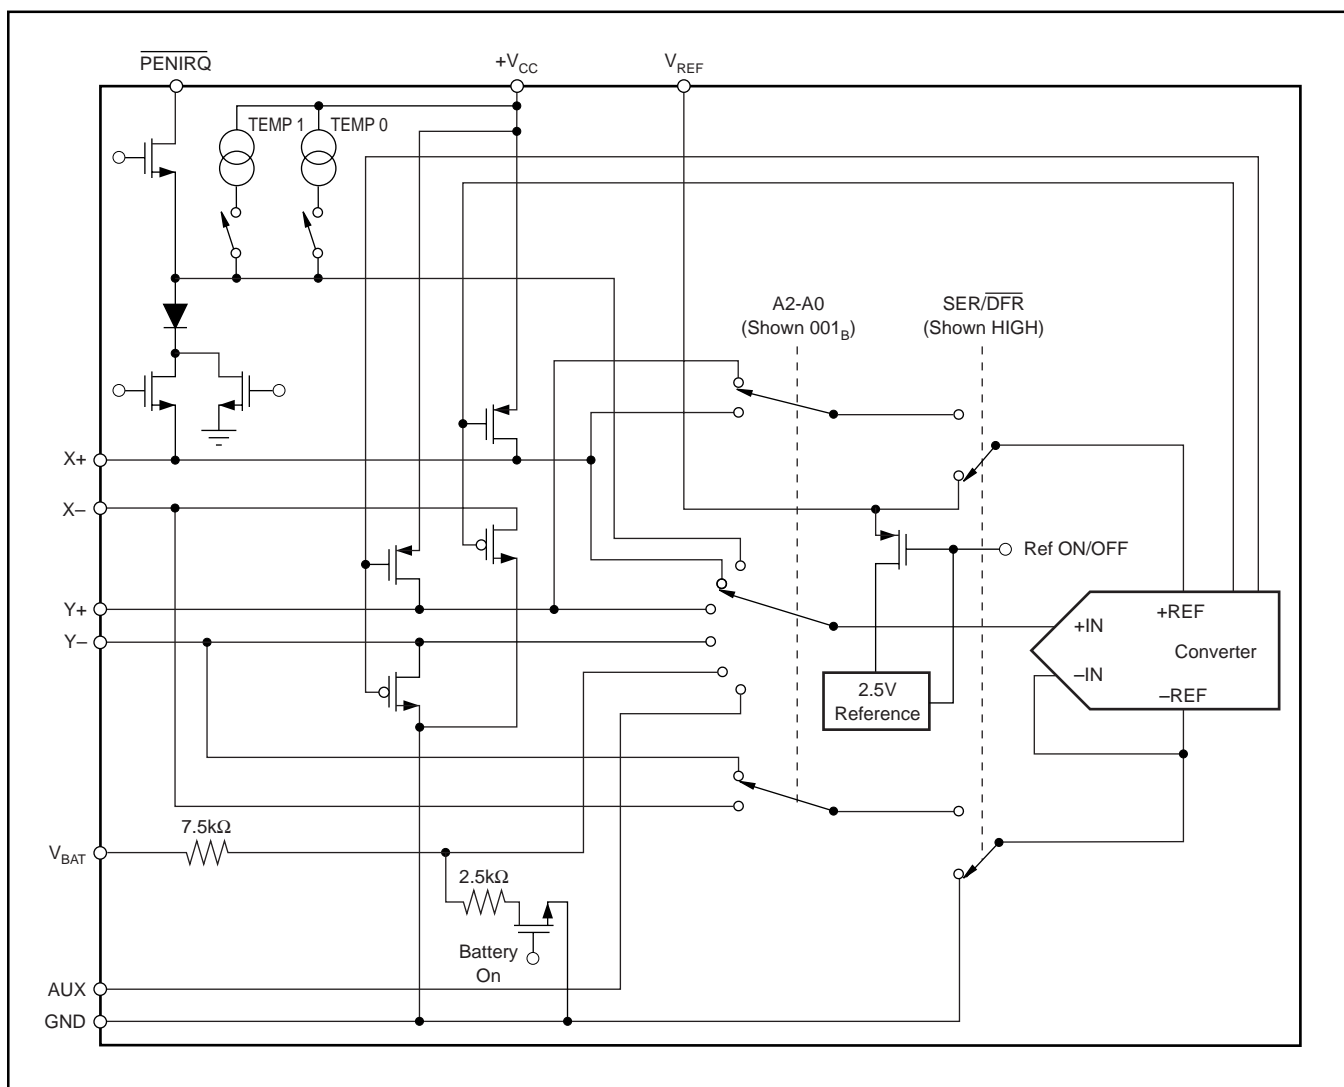 PENIRQ
+VCC
VREF
TEMP 1
TEMP 0
A2-A0
(Shown 001B)
SER/DFR
(Shown HIGH)
X+
X–
Ref ON/OFF
Y+
Y–
+REF
+IN
Converter
–IN
–REF
2.5V
Reference
7.5kΩ
VBAT
2.5kΩ
Battery
On
AUX
GND